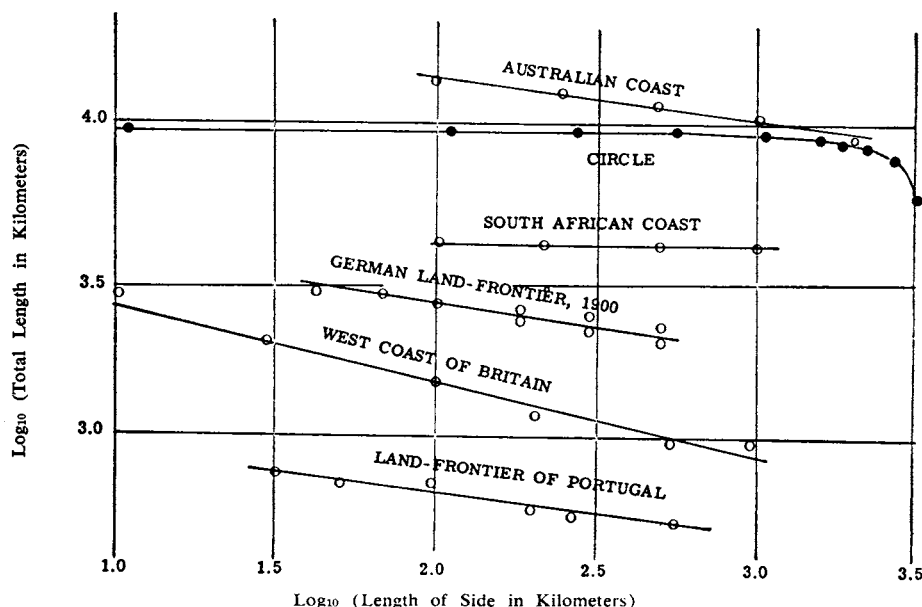 AUSTRALIAN COAST
4.0
CIRCLE
SOUTH AFRICAN COAST
GERMAN LAND-FRONTIER, 1900
3.5
WEST COAST OF BRITAIN
3.0
LAND-FRONTIER OF PORTUGAL
Log₁₀ (Total Length in Kilometers)
1.0 1.5 2.0 2.5 3.0 3.5
Log₁₀ (Length of Side in Kilometers)